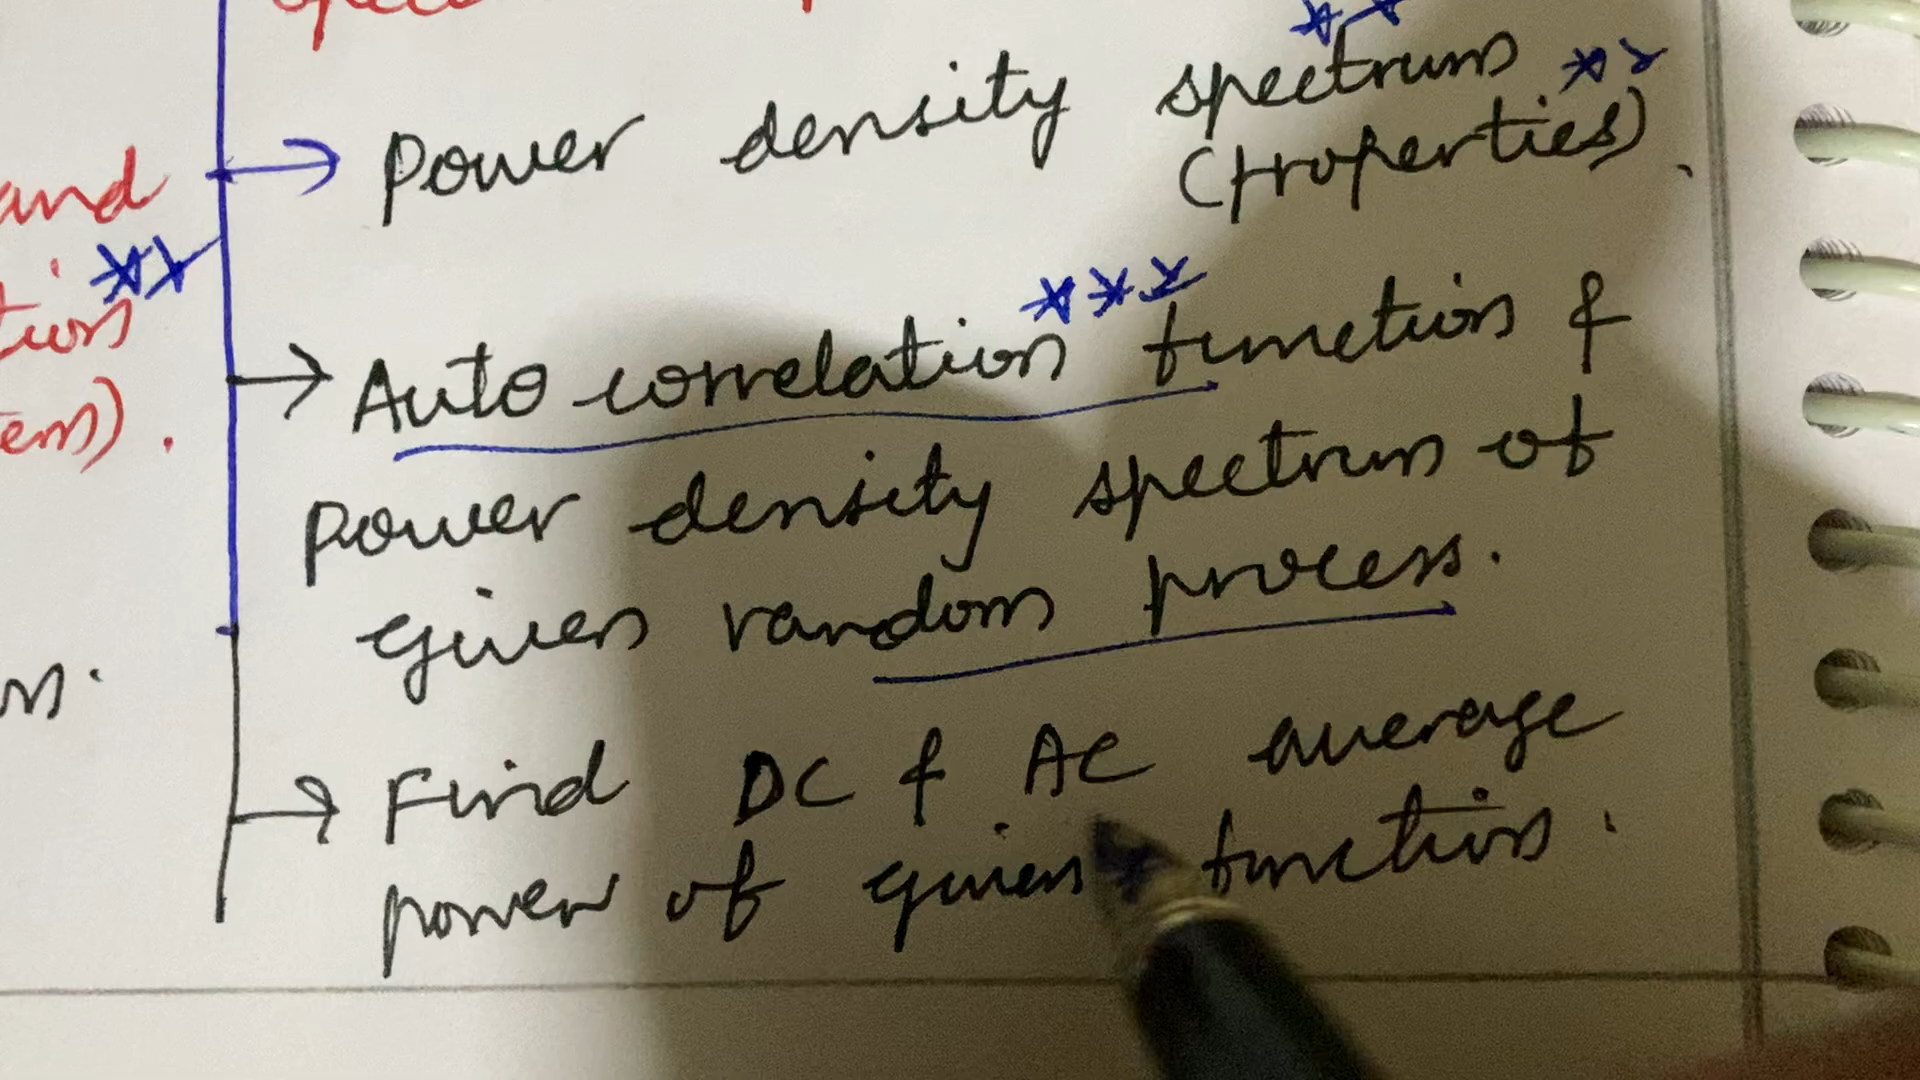 and
→ Power density spectrum
(Properties).
→ Auto correlation function &
power density spectrum of
given random process.
→ Find DC & AC average
power of given function.